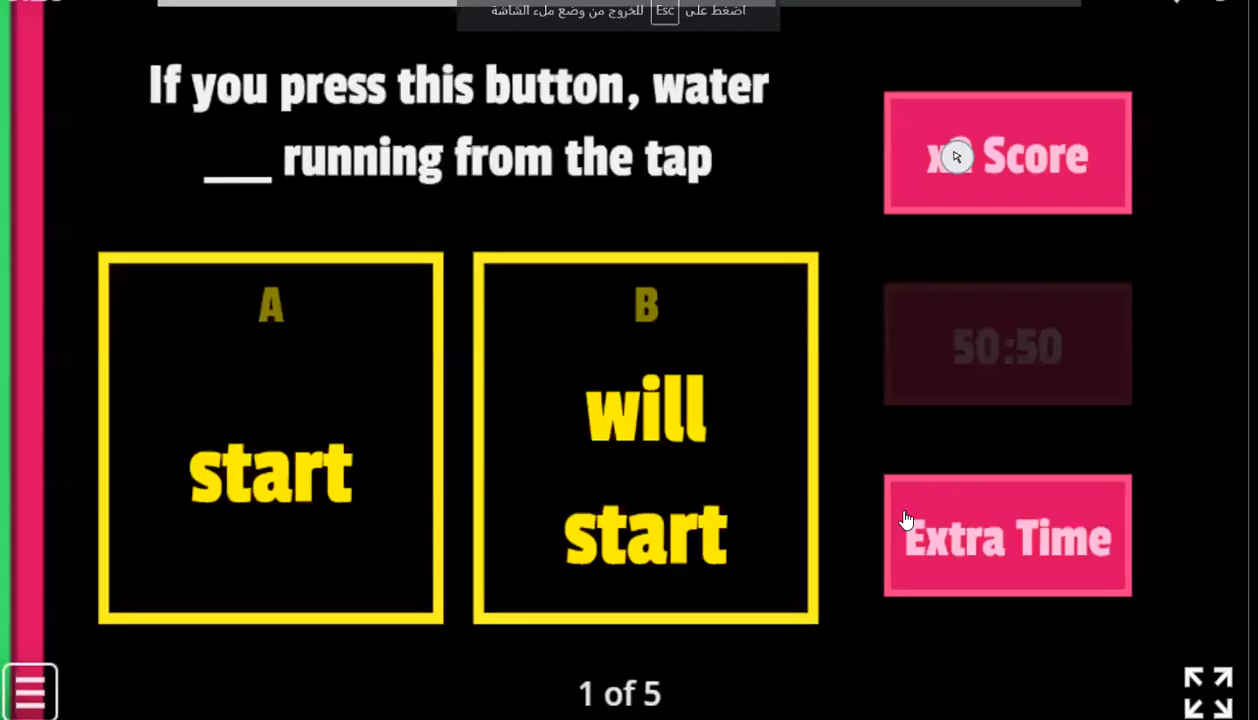 اضغط على Esc للخروج من وضع ملء الشاشة
If you press this button, water
___ running from the tap
Score
A
B
start
will
start
50:50
Extra Time
1 of 5